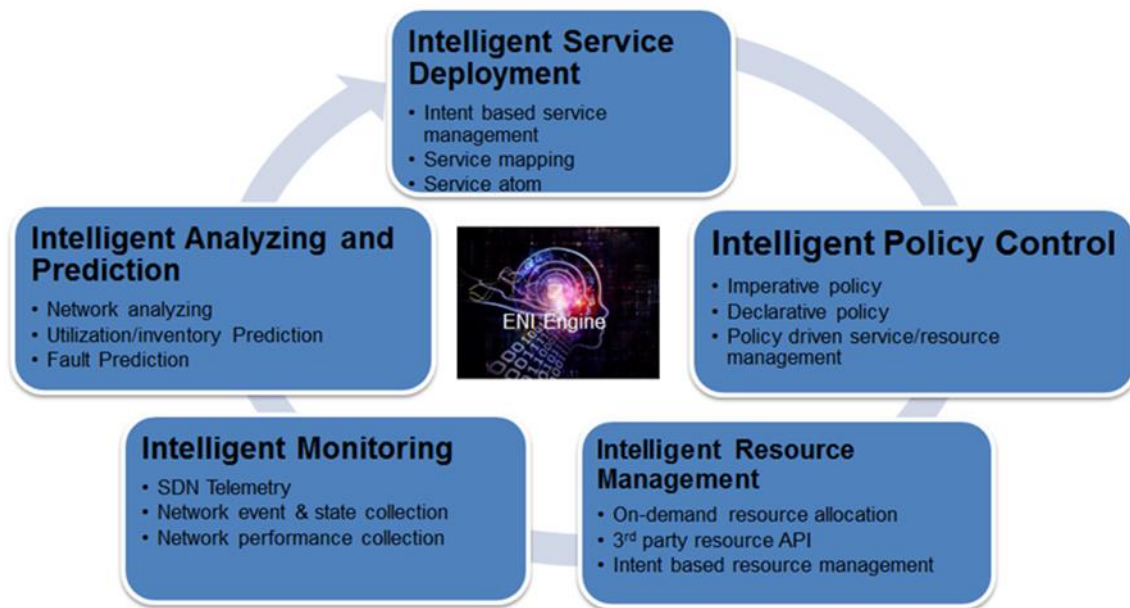 Intelligent Service
Deployment
• Intent based service
management
• Service mapping
• Service atom
Intelligent Analyzing and
Prediction
• Network analyzing
• Utilization/inventory Prediction
• Fault Prediction
ENI Engine
Intelligent Policy Control
• Imperative policy
• Declarative policy
• Policy driven service/resource
management
Intelligent Monitoring
• SDN Telemetry
• Network event & state collection
• Network performance collection
Intelligent Resource
Management
• On-demand resource allocation
• 3rd party resource API
• Intent based resource management